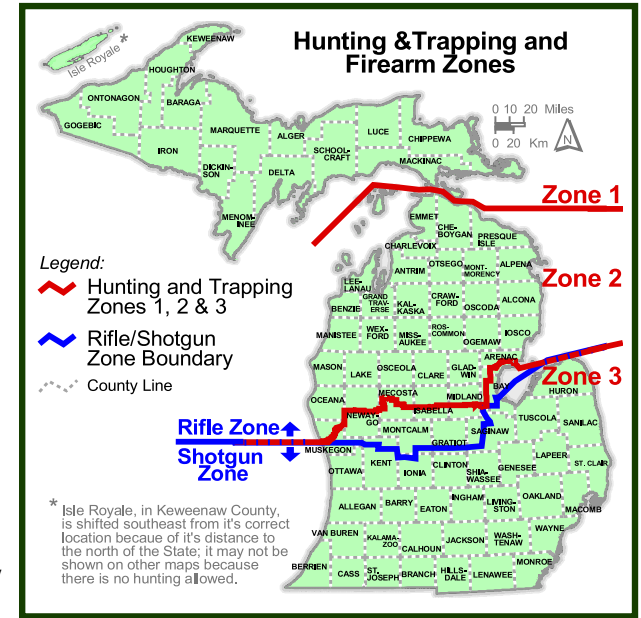 Hunting &Trapping and
Firearm Zones
Isle Royale *
KEWEENAW
HOUGHTON
ONTONAGON
BARAGA
GOGEBIC
MARQUETTE
ALGER
LUCE
CHIPPEWA
IRON
SCHOOL-
CRAFT
MACKINAC
DICKIN-
SON
DELTA
MENOM-
INEE
0 10 20 Miles
0 20 Km
N
Zone 1
EMMET
CHE-
BOYGAN
PRESQUE
ISLE
CHARLEVOIX
Legend:
Hunting and Trapping
Zones 1, 2 & 3
Rifle/Shotgun
Zone Boundary
County Line
Zone 2
ANTRIM
OTSEGO
MONT-
MORENCY
ALPENA
LEE-
LANAU
GRAND
TRAV-
ERSE
BENZIE
KAL-
KASKA
CRAW-
FORD
OSCODA
ALCONA
MANISTEE
WEX-
FORD
MISS-
AUKEE
ROS-
COMMON
OGEMAW
IOSCO
ARENAC
MASON
LAKE
OSCEOLA
CLARE
GLAD-
WIN
Zone 3
HURON
OCEANA
NEWAY-
GO
MECOSTA
ISABELLA
MIDLAND
BAY
TUSCOLA
SANILAC
Rifle Zone
Shotgun
Zone
MUSKEGON
MONTCALM
GRATIOT
SAGINAW
OTTAWA
KENT
IONIA
CLINTON
SHIA-
WASSEE
GENESEE
LAPEER
ST. CLAIR
ALLEGAN
BARRY
EATON
INGHAM
LIVING-
STON
OAKLAND
MACOMB
VAN BUREN
KALAMA-
ZOO
CALHOUN
JACKSON
WASH-
TENAW
WAYNE
BERRIEN
CASS
ST.
JOSEPH
BRANCH
HILLS-
DALE
LENAWEE
MONROE
* Isle Royale, in Keweenaw County,
is shifted southeast from it's correct
location becaue of it's distance to
the north of the State; it may not be
shown on other maps because
there is no hunting allowed.